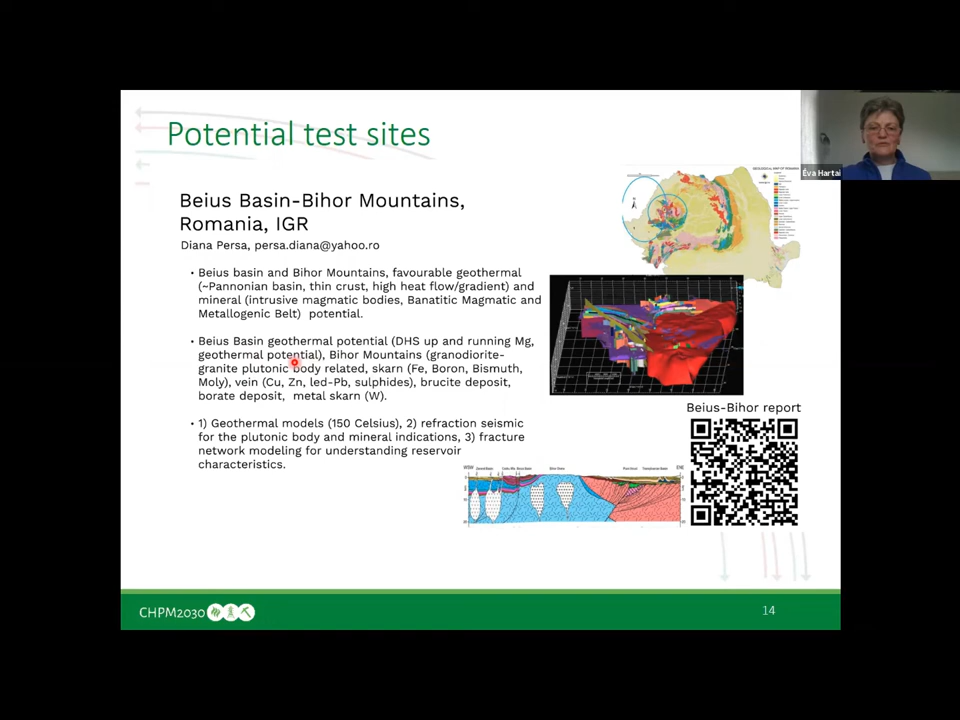 Potential test sites
Éva Hartai
Beius Basin-Bihor Mountains,
Romania, IGR
Diana Persa, persa.diana@yahoo.ro
• Beius basin and Bihor Mountains, favourable geothermal
(~Pannonian basin, thin crust, high heat flow/gradient) and
mineral (intrusive magmatic bodies, Banatitic Magmatic and
Metallogenic Belt) potential.
• Beius Basin geothermal potential (DHS up and running Mg,
geothermal potential), Bihor Mountains (granodiorite-
granite plutonic body related, skarn (Fe, Boron, Bismuth,
Moly), vein (Cu, Zn, led-Pb, sulphides), brucite deposit,
borate deposit, metal skarn (W).
• 1) Geothermal models (150 Celsius), 2) refraction seismic
for the plutonic body and mineral indications, 3) fracture
network modeling for understanding reservoir
characteristics.
Beius-Bihor report
CHPM2030
14